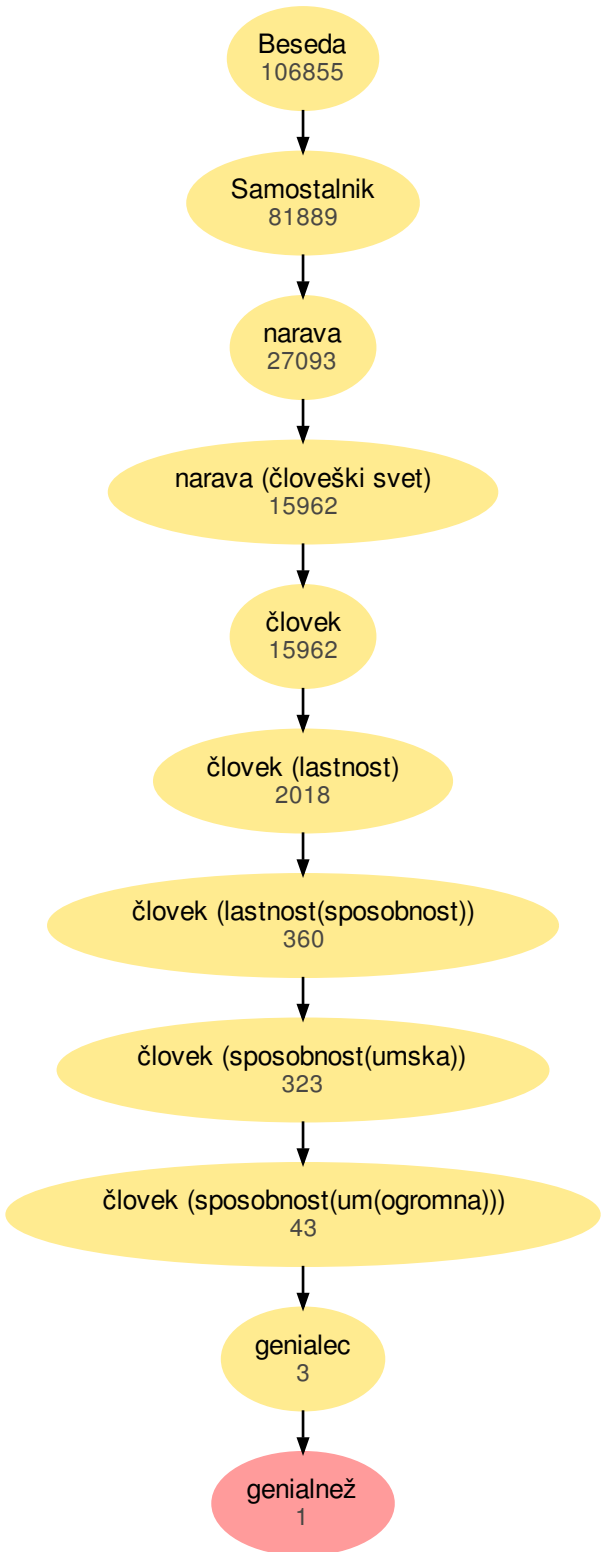 Beseda
106855
Samostalnik
81889
narava
27093
narava (človeški svet)
15962
človek
15962
človek (lastnost)
2018
človek (lastnost(sposobnost))
360
človek (sposobnost(umska))
323
človek (sposobnost(um(ogromna)))
43
genialec
3
genialnež
1